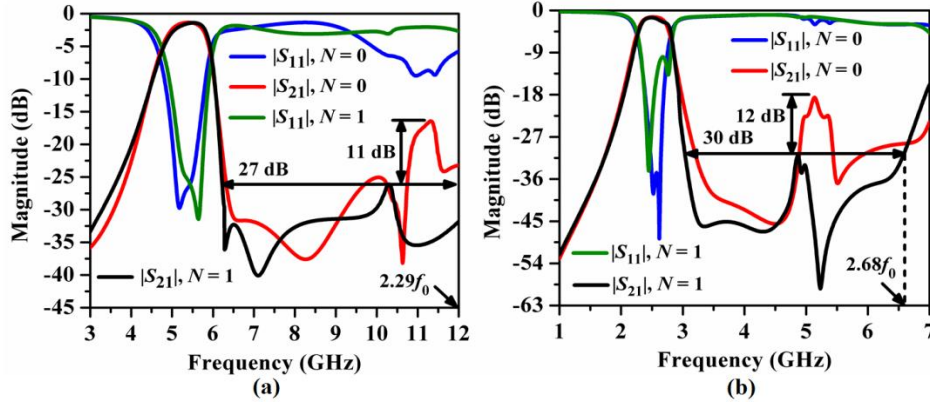 Magnitude (dB)
0
-5
-10
-15
-20
-25
-30
-35
-40
-45
|S11|, N = 0
|S21|, N = 0
|S11|, N = 1
11 dB
27 dB
|S21|, N = 1
2.29f0
3 4 5 6 7 8 9 10 11 12
Frequency (GHz)
(a)
Magnitude (dB)
0
-9
-18
-27
-36
-45
-54
-63
|S11|, N = 0
|S21|, N = 0
12 dB
30 dB
|S11|, N = 1
|S21|, N = 1
2.68f0
1 2 3 4 5 6 7
Frequency (GHz)
(b)